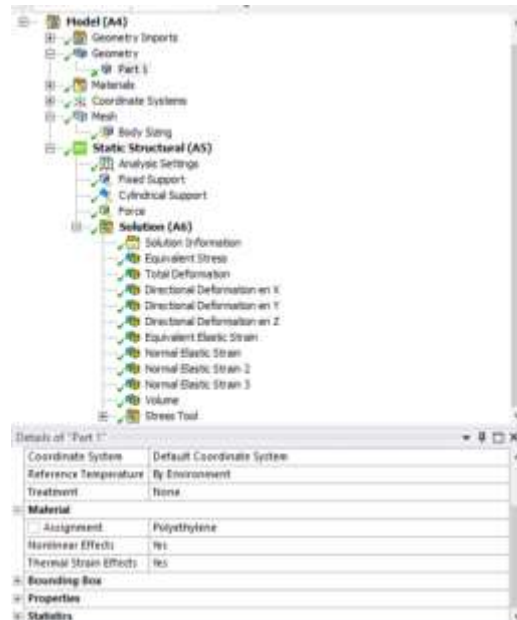 Model (A4)
Geometry Imports
Geometry
Part 1
Materials
Coordinate Systems
Mesh
Body Sizing
Static Structural (A5)
Analysis Settings
Fixed Support
Cylindrical Support
Force
Solution (A6)
Solution Information
Equivalent Stress
Total Deformation
Directional Deformation en X
Directional Deformation en Y
Directional Deformation en Z
Equivalent Elastic Strain
Normal Elastic Strain
Normal Elastic Strain 2
Normal Elastic Strain 3
Volume
Stress Tool
Details of "Part 1"
Coordinate System Default Coordinate System
Reference Temperature By Environment
Treatment None
Material
Assignment Polyethylene
Nonlinear Effects Yes
Thermal Strain Effects Yes
Bounding Box
Properties
Statistics